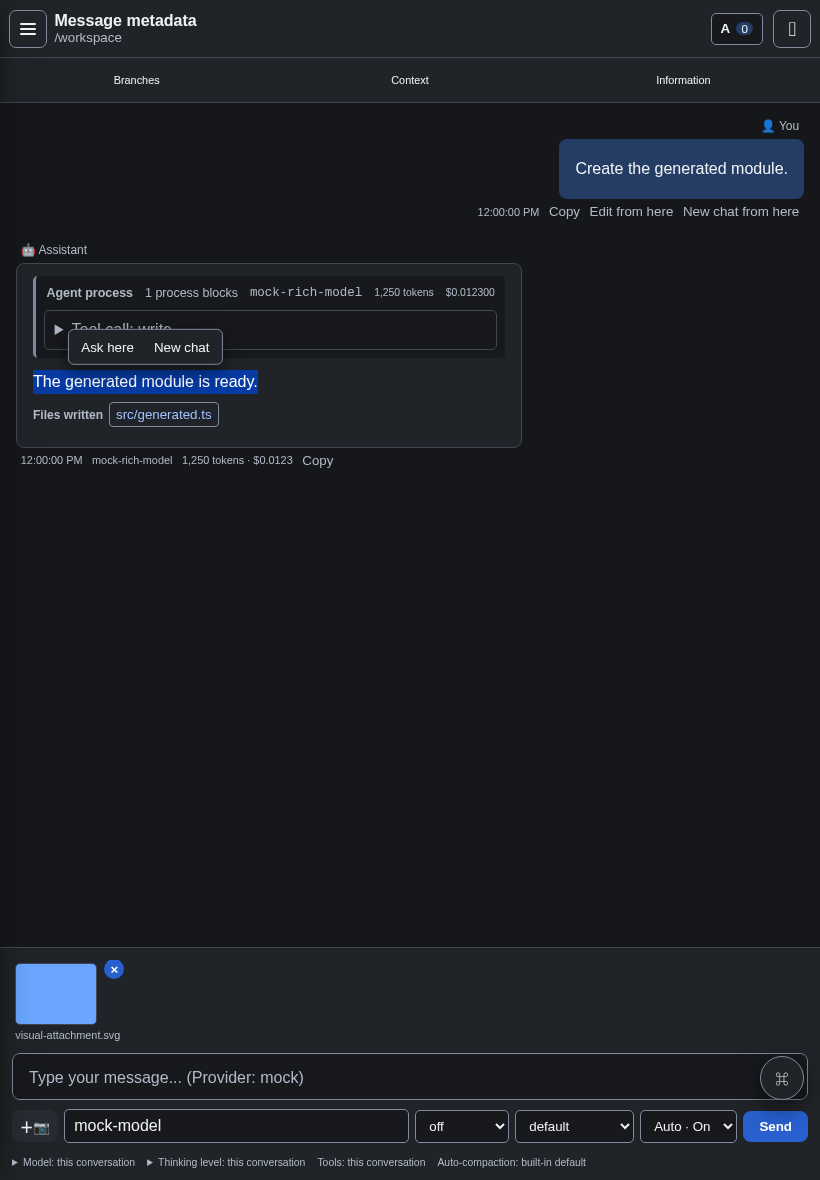 Message metadata
/workspace
A 0
Branches Context Information
👤 You
Create the generated module.
12:00:00 PM Copy Edit from here New chat from here
🤖 Assistant
Agent process 1 process blocks mock-rich-model 1,250 tokens $0.012300
▶ Tool call: write
Ask here New chat
The generated module is ready.
Files written src/generated.ts
12:00:00 PM mock-rich-model 1,250 tokens · $0.0123 Copy
×
visual-attachment.svg
Type your message... (Provider: mock)
⌘
+📷 mock-model off default Auto · On Send
▶ Model: this conversation ▶ Thinking level: this conversation Tools: this conversation Auto-compaction: built-in default